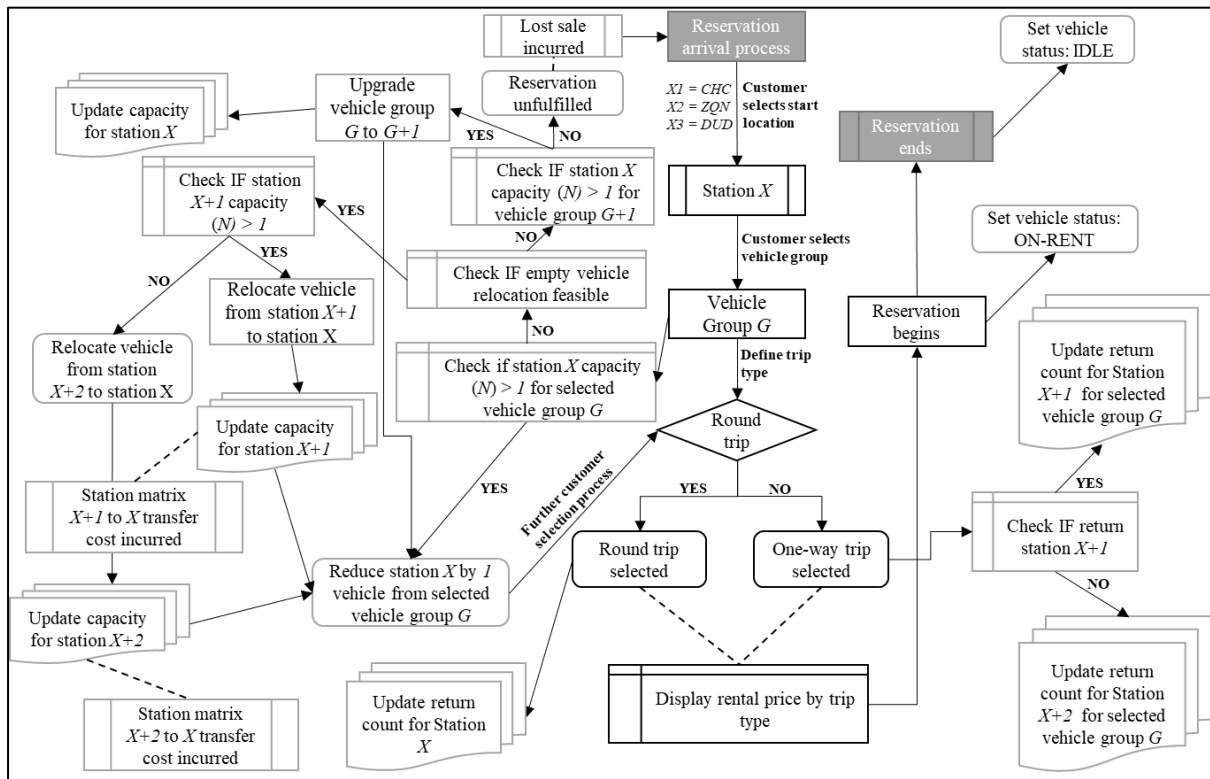 Lost sale
incurred
Reservation
arrival process
Set vehicle
status: IDLE
Update capacity
for station X
Upgrade
vehicle group
G to G+1
Reservation
unfulfilled
YES
NO
X1 = CHC
X2 = ZQN
X3 = DUD
Customer
selects start
location
Reservation
ends
Check IF station
X+1 capacity
(N) > 1
YES
Check IF station X
capacity (N) > 1 for
vehicle group G+1
Station X
Set vehicle status:
ON-RENT
NO
YES
NO
Customer selects
vehicle group
Relocate vehicle
from station X+1
to station X
Check IF empty vehicle
relocation feasible
Vehicle
Group G
Reservation
begins
Relocate vehicle
from station
X+2 to station X
NO
Check if station X capacity
(N) > 1 for selected
vehicle group G
Define trip
type
Update return
count for Station
X+1 for selected
vehicle group G
Update capacity
for station X+1
Round
trip
Station matrix
X+1 to X transfer
cost incurred
YES
Further customer
selection process
YES
NO
YES
Check IF return
station X+1
Reduce station X by 1
vehicle from selected
vehicle group G
Round trip
selected
One-way trip
selected
NO
Update capacity
for station X+2
Station matrix
X+2 to X transfer
cost incurred
Update return
count for Station
X
Display rental price by trip
type
Update return
count for Station
X+2 for selected
vehicle group G